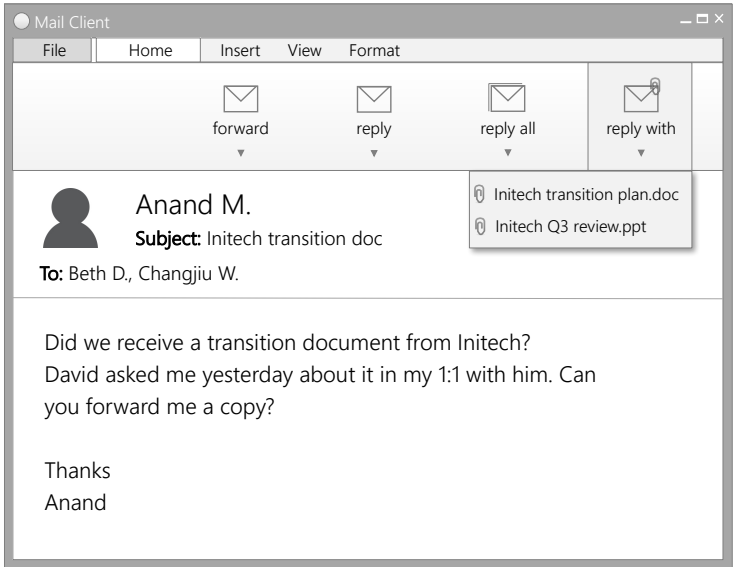 Mail Client
File Home Insert View Format
forward reply reply all reply with
Initech transition plan.doc
Initech Q3 review.ppt
Anand M.
Subject: Initech transition doc
To: Beth D., Changjiu W.
Did we receive a transition document from Initech?
David asked me yesterday about it in my 1:1 with him. Can
you forward me a copy?
Thanks
Anand